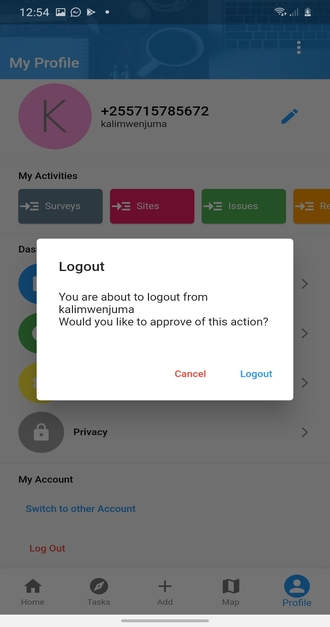 12:54
My Profile
K
+255715785672
kalimwenjuma
My Activities
Surveys
Sites
Issues
Re
Das
Logout
You are about to logout from
kalimwenjuma
Would you like to approve of this action?
Cancel
Logout
Privacy
My Account
Switch to other Account
Log Out
Home
Tasks
Add
Map
Profile